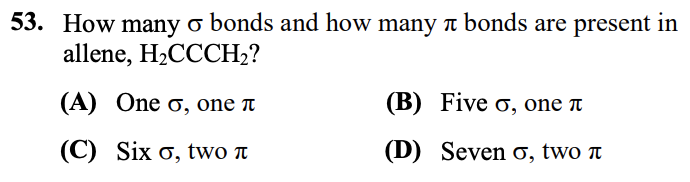 53. How many σ bonds and how many π bonds are present in
allene, H₂CCCH₂?
(A) One σ, one π (B) Five σ, one π
(C) Six σ, two π (D) Seven σ, two π